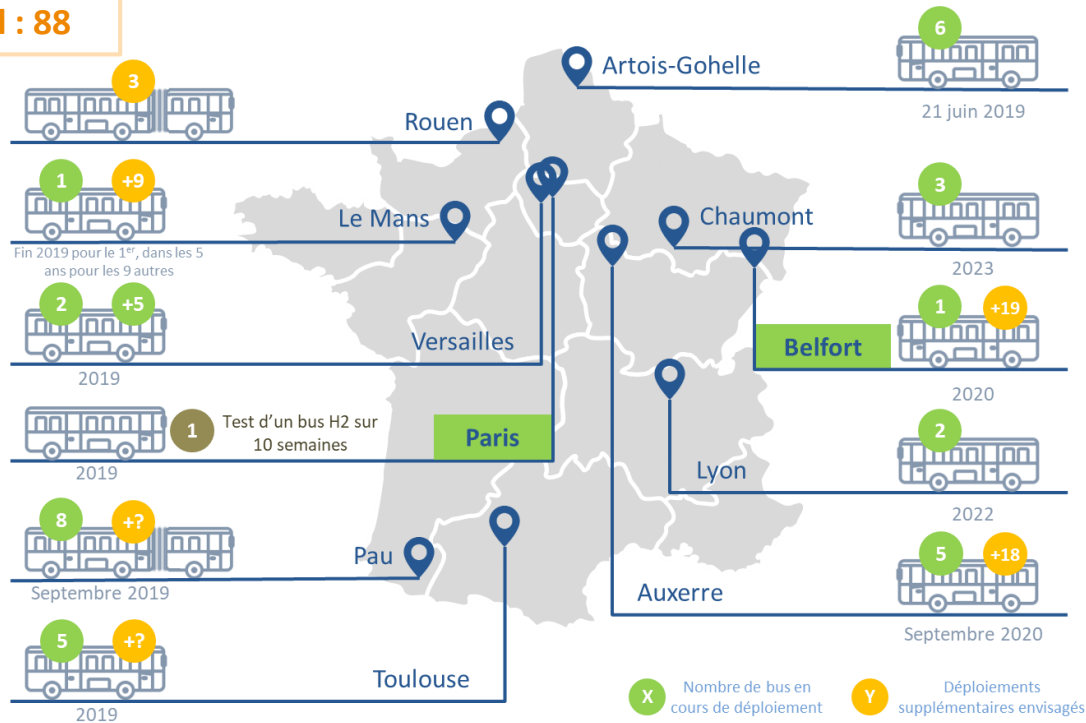 : 88
3
Rouen
Artois-Gohelle
6
21 juin 2019
1
+9
Le Mans
Fin 2019 pour le 1er, dans les 5
ans pour les 9 autres
Chaumont
3
2023
2
+5
Versailles
2019
Belfort
1
+19
2020
1
Test d’un bus H2 sur
10 semaines
Paris
2019
Lyon
2
2022
8
+?
Pau
Septembre 2019
Auxerre
5
+18
Septembre 2020
5
+?
Toulouse
2019
X
Nombre de bus en
cours de déploiement
Y
Déploiements
supplémentaires envisagés